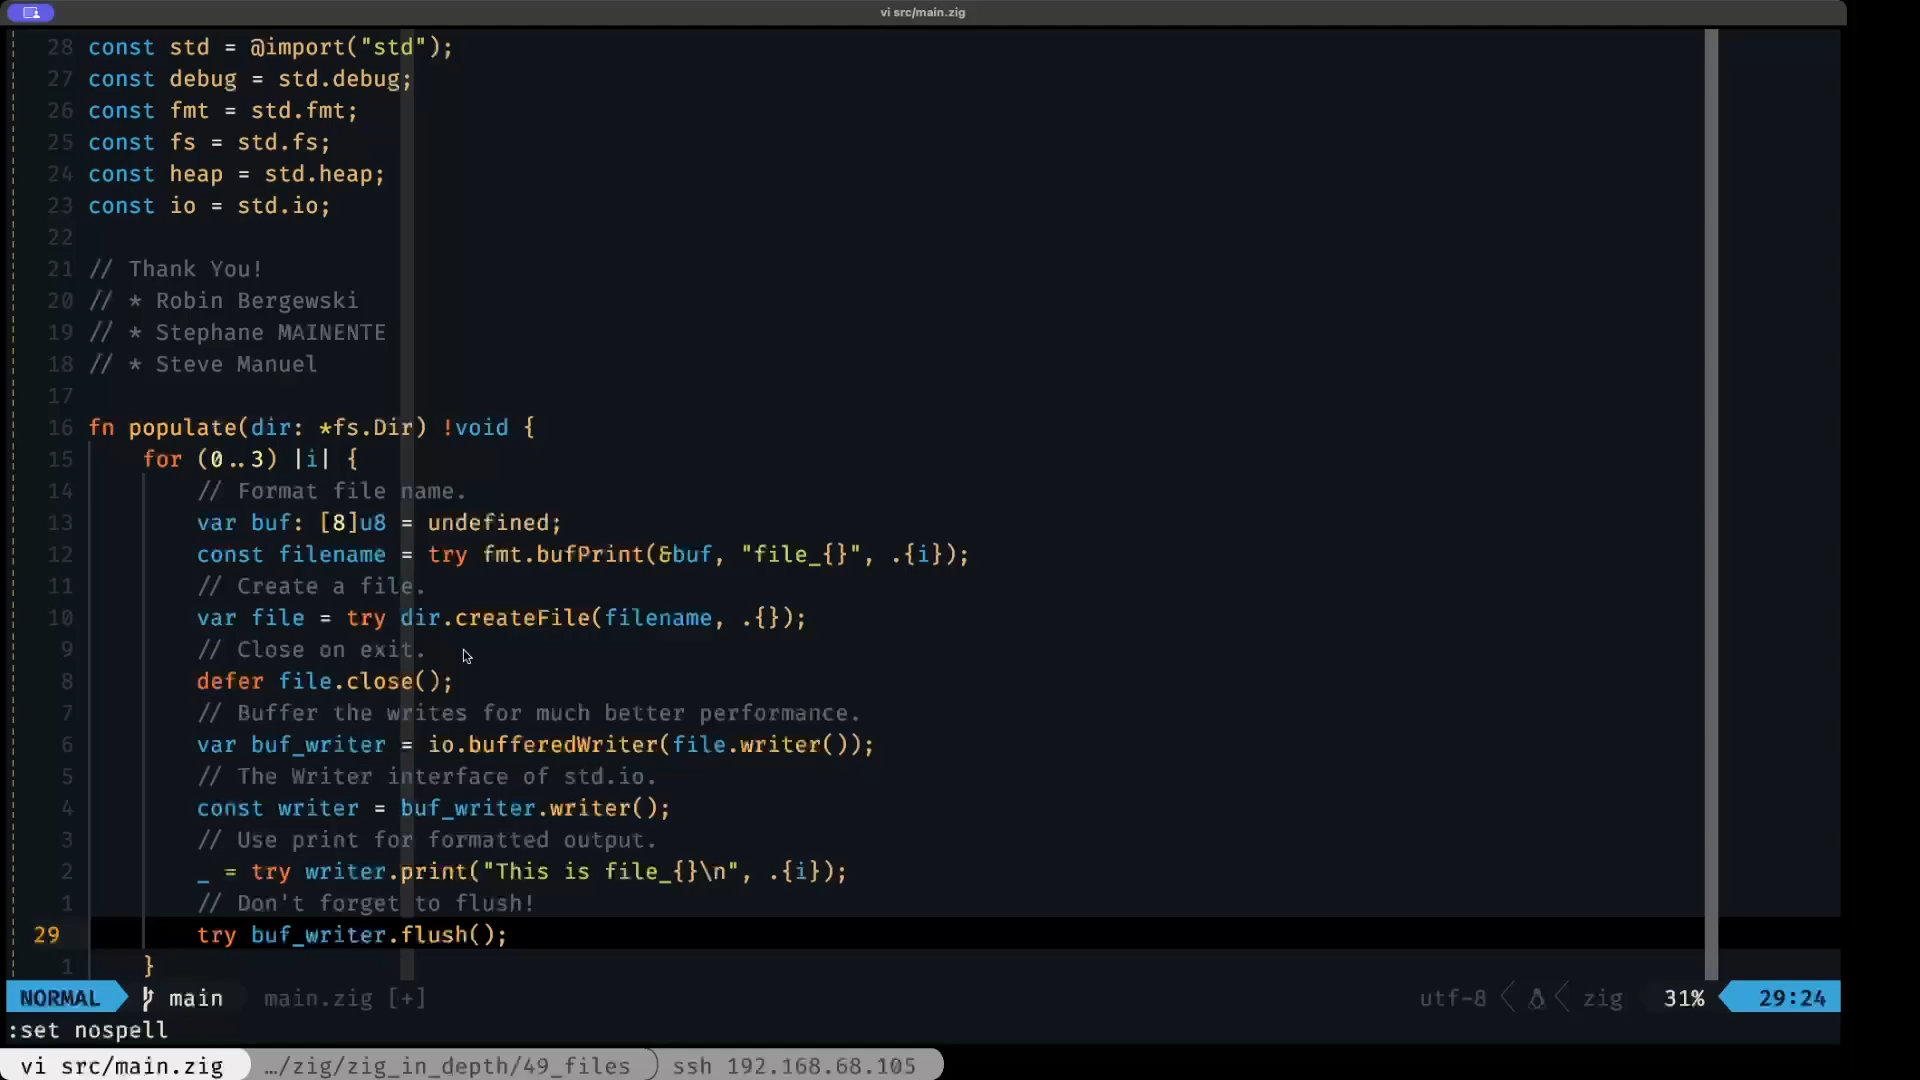 vi src/main.zig
28 const std = @import("std");
27 const debug = std.debug;
26 const fmt = std.fmt;
25 const fs = std.fs;
24 const heap = std.heap;
23 const io = std.io;
22
21 // Thank You!
20 // * Robin Bergewski
19 // * Stephane MAINENTE
18 // * Steve Manuel
17
16 fn populate(dir: *fs.Dir) !void {
15     for (0..3) |i| {
14         // Format file name.
13         var buf: [8]u8 = undefined;
12         const filename = try fmt.bufPrint(&buf, "file_{}", .{i});
11         // Create a file.
10         var file = try dir.createFile(filename, .{});
9         // Close on exit.
8         defer file.close();
7         // Buffer the writes for much better performance.
6         var buf_writer = io.bufferedWriter(file.writer());
5         // The Writer interface of std.io.
4         const writer = buf_writer.writer();
3         // Use print for formatted output.
2         _ = try writer.print("This is file_{}\n", .{i});
1         // Don't forget to flush!
29         try buf_writer.flush();
1     }
NORMAL main main.zig [+] utf-8 zig 31% 29:24
:set nospell
vi src/main.zig …/zig/zig_in_depth/49_files ssh 192.168.68.105